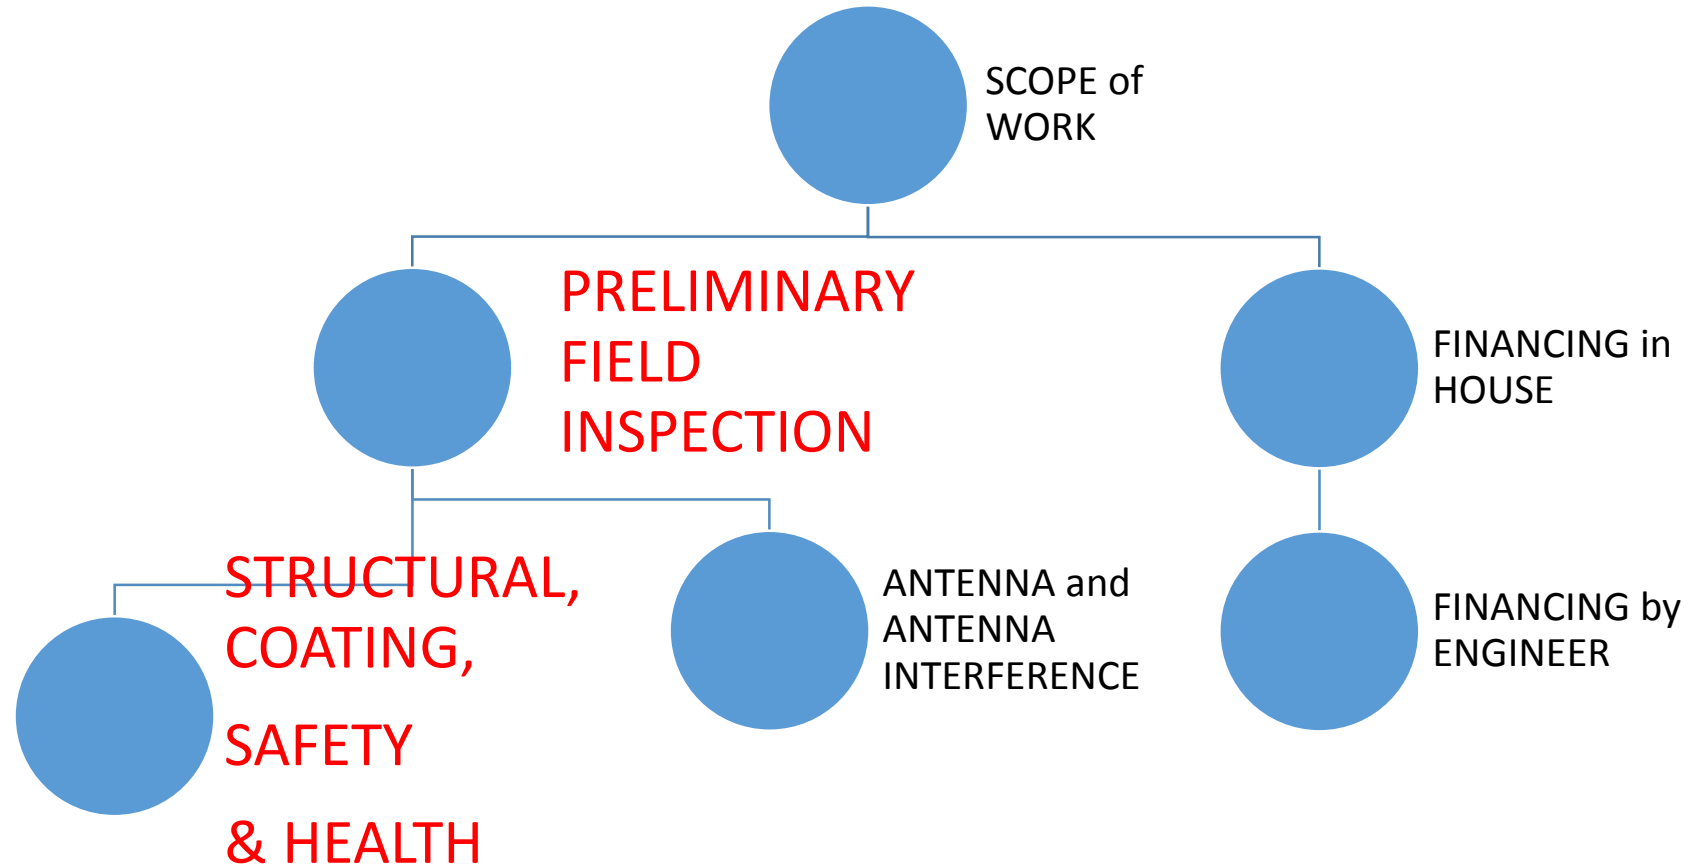 SCOPE of
WORK
PRELIMINARY
FIELD
INSPECTION
FINANCING in
HOUSE
STRUCTURAL,
COATING,
SAFETY
& HEALTH
ANTENNA and
ANTENNA
INTERFERENCE
FINANCING by
ENGINEER